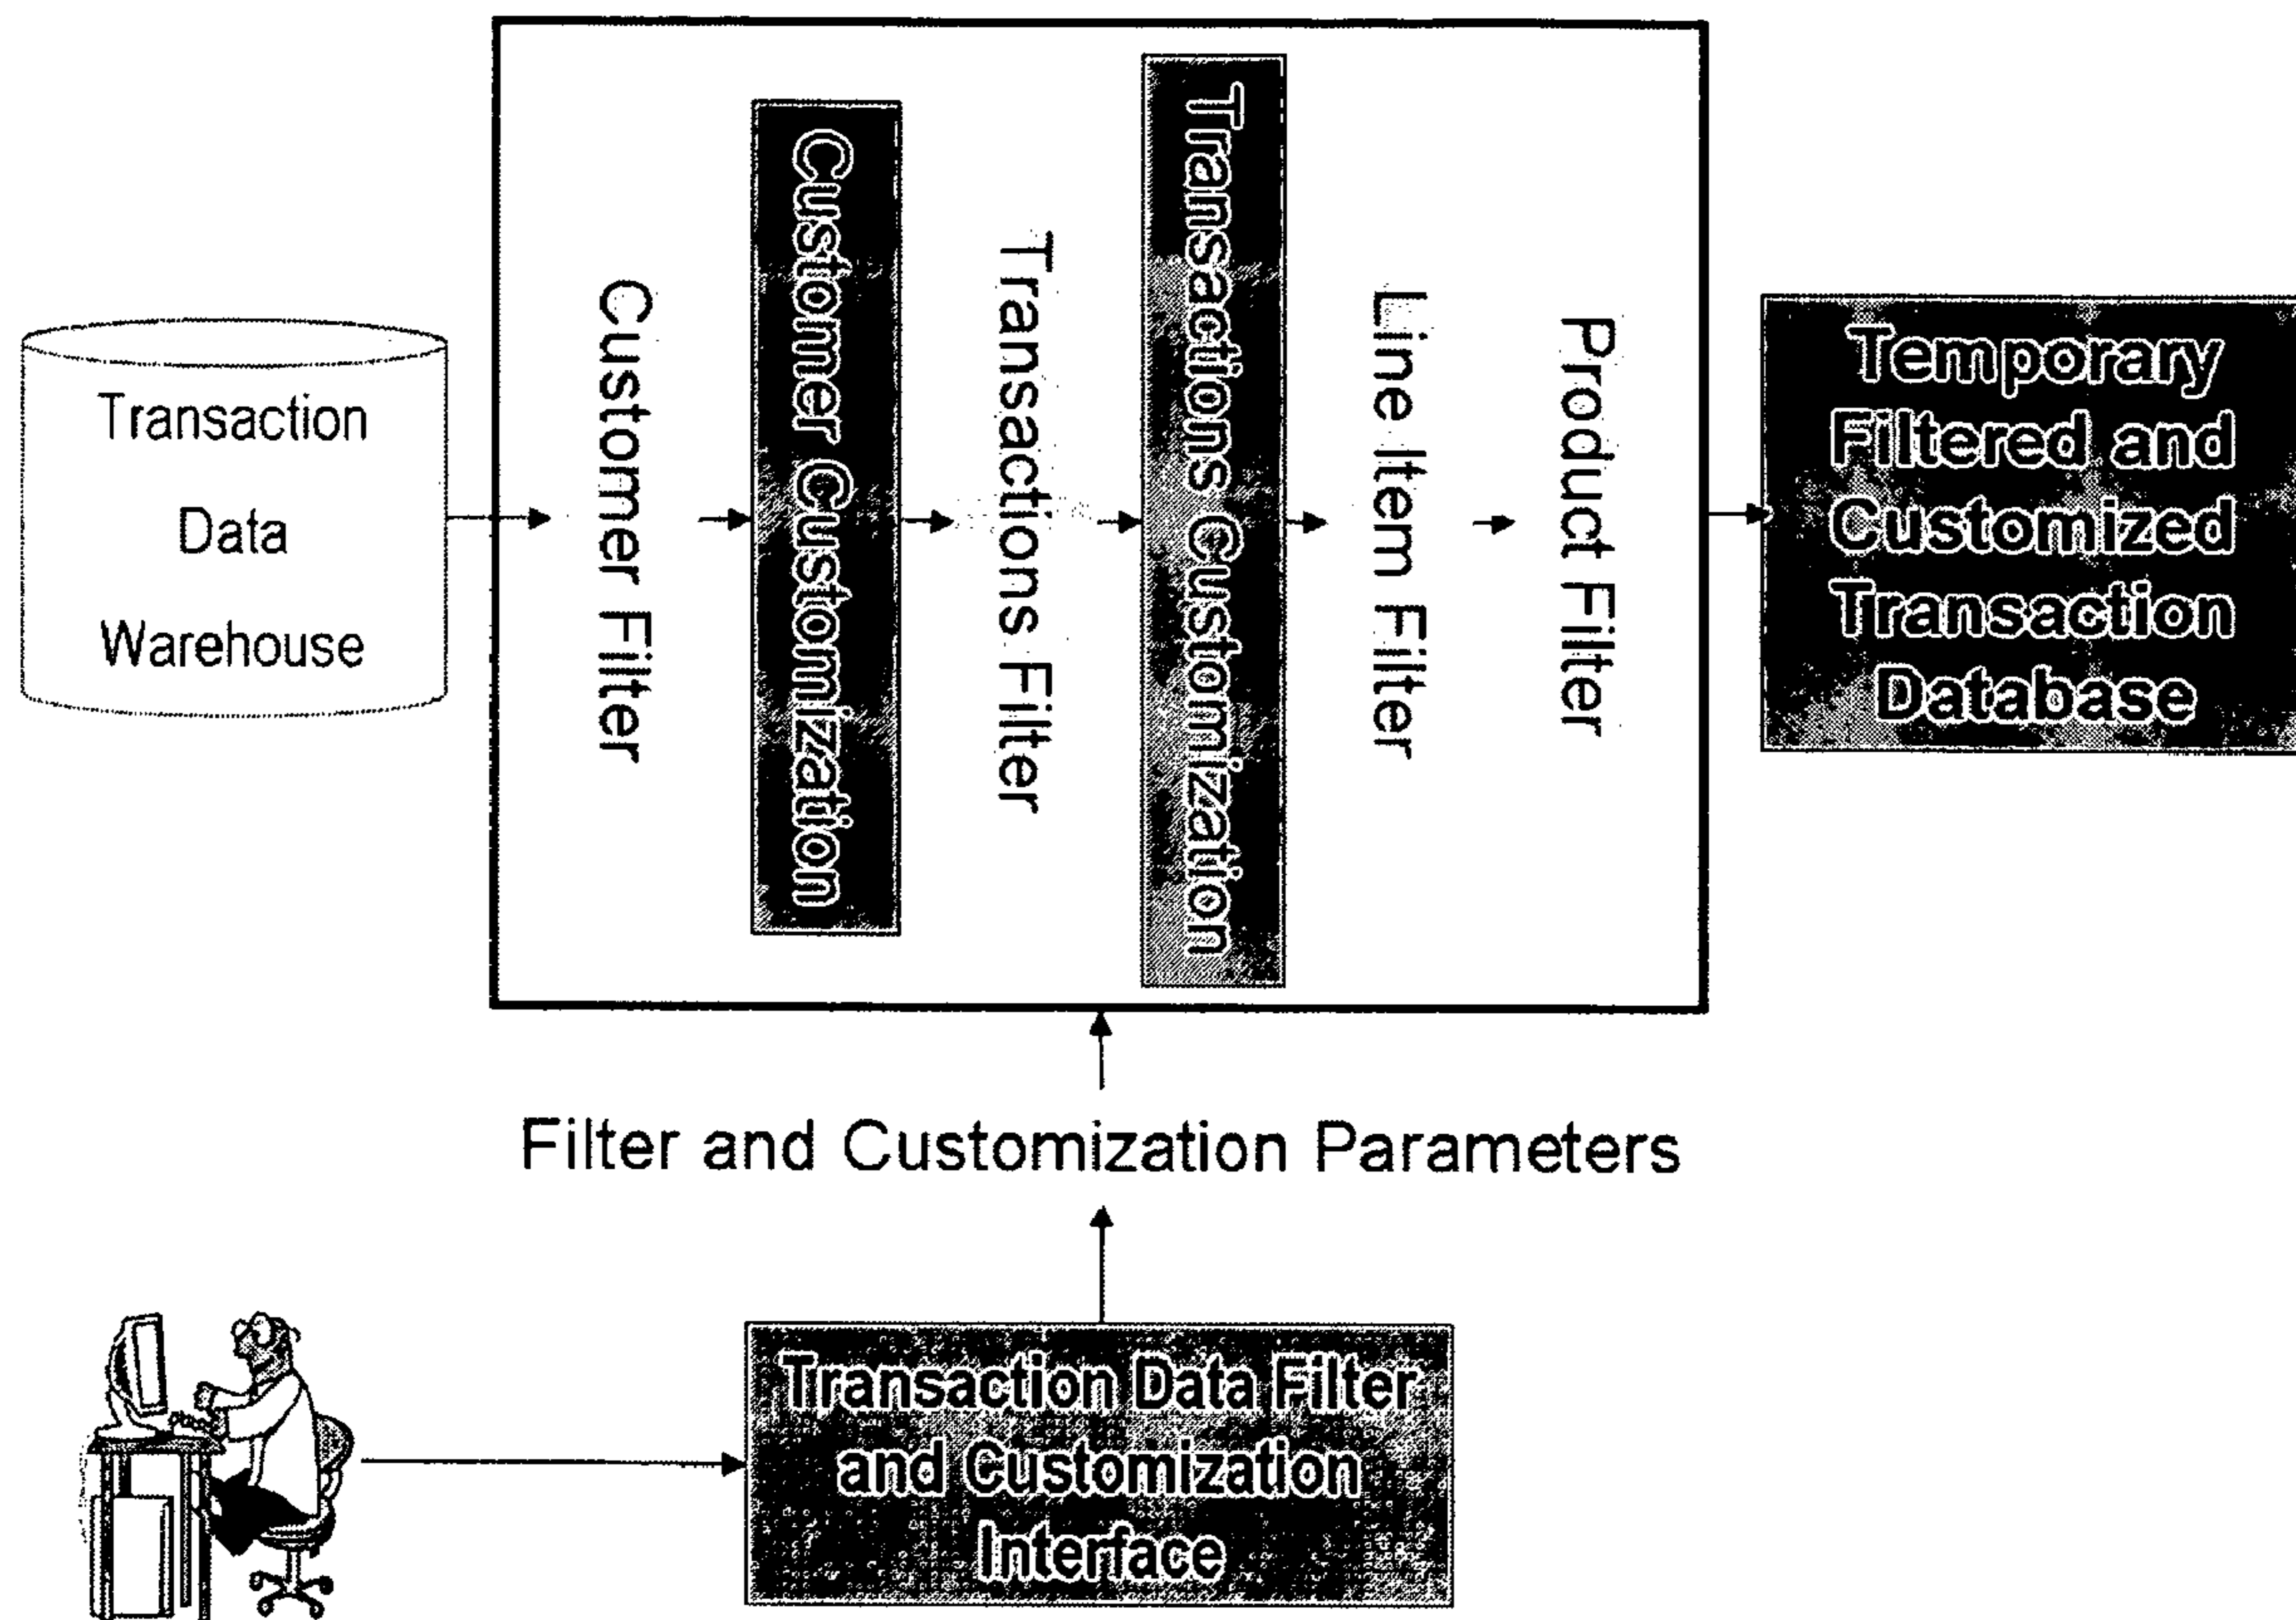 Transaction
Data
Warehouse
Customer Filter
Customer Customization
Transactions Filter
Transactions Customization
Line Item Filter
Product Filter
Temporary
Filtered and
Customized
Transaction
Database
Filter and Customization Parameters
Transaction Data Filter
and Customization
Interface